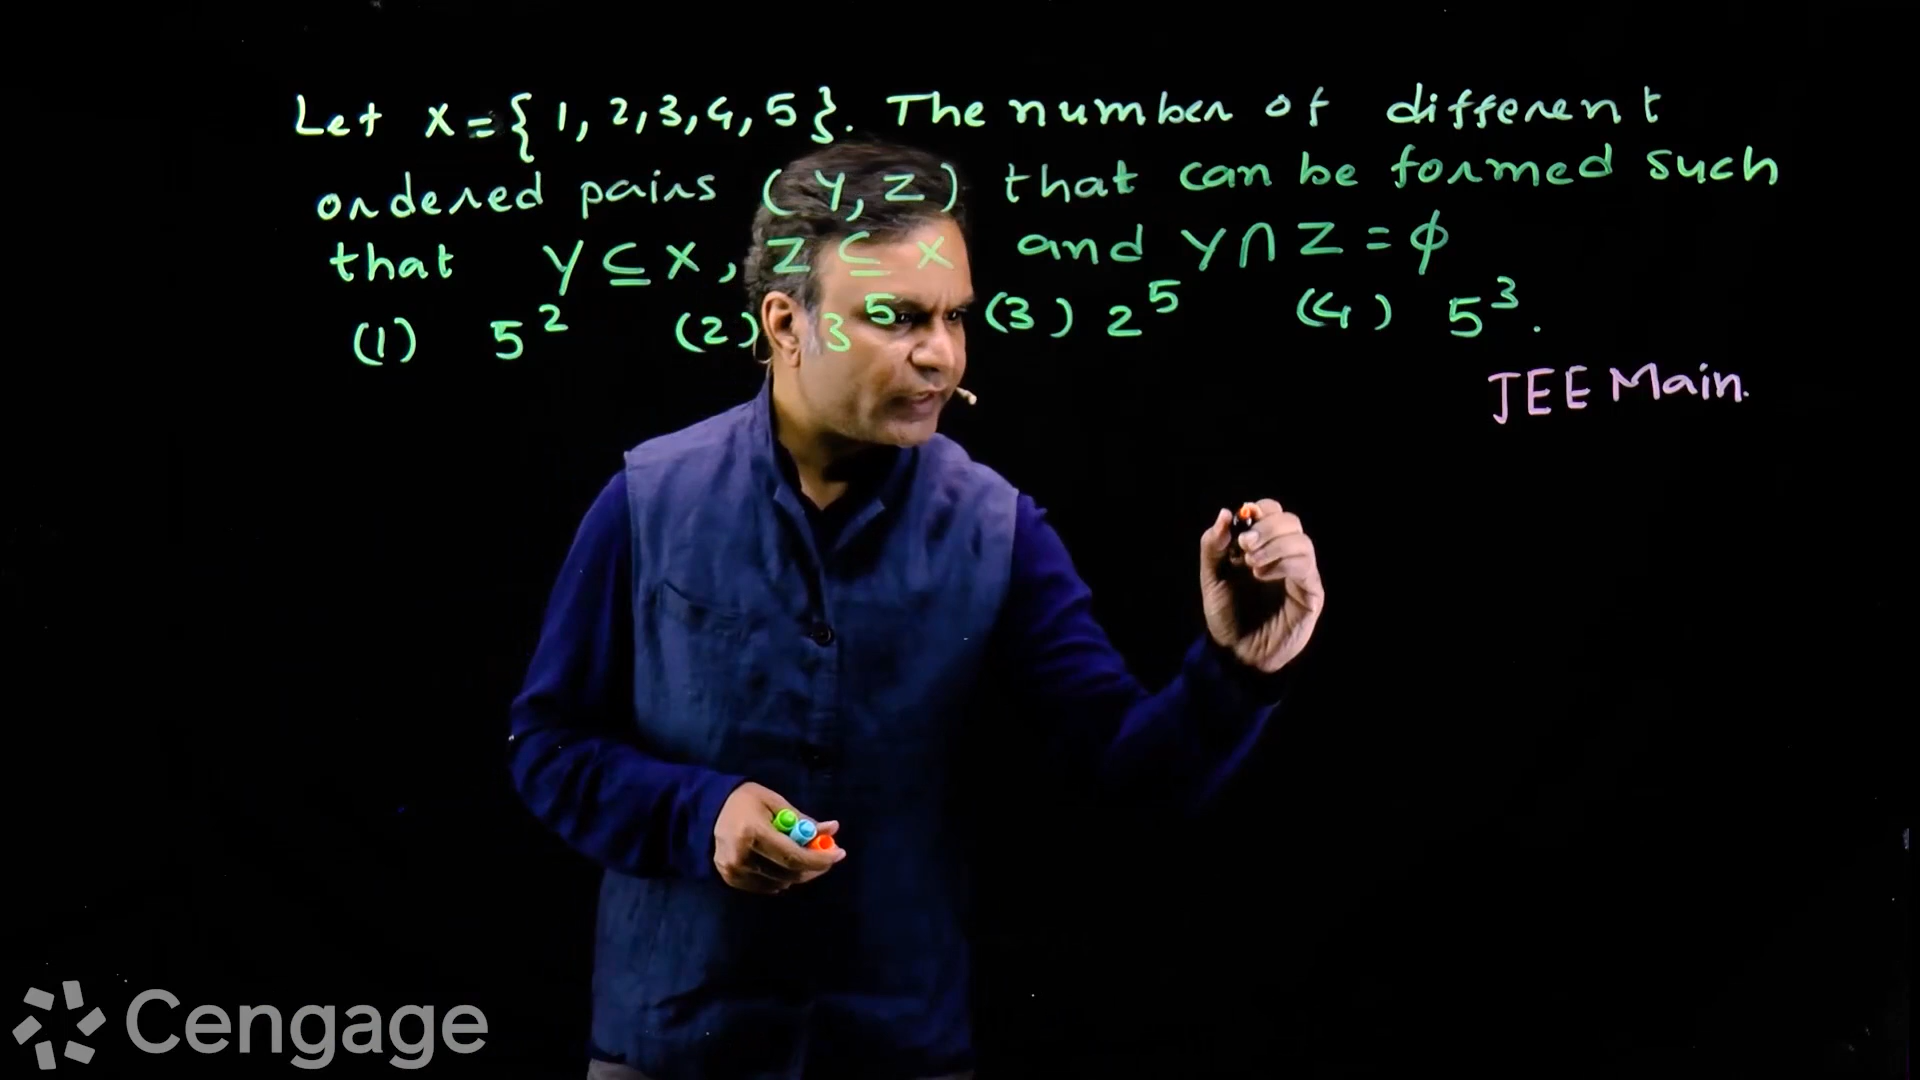 Let X = { 1, 2, 3, 4, 5 }. The number of different
ordered pairs ( Y, Z ) that can be formed such
that Y ⊆ X, Z ⊆ X and Y ∩ Z = ϕ
(1) 5² (2) 3⁵ (3) 2⁵ (4) 5³.
JEE Main.
Cengage